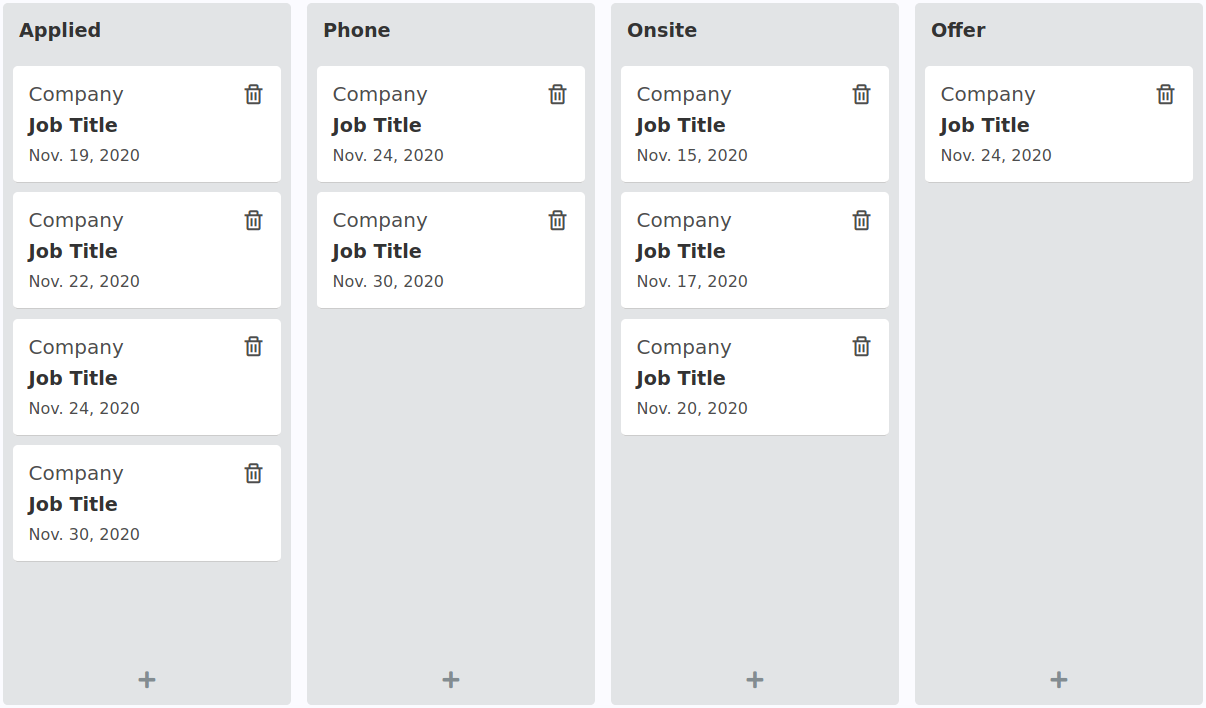 Applied
Company
Job Title
Nov. 19, 2020
Company
Job Title
Nov. 22, 2020
Company
Job Title
Nov. 24, 2020
Company
Job Title
Nov. 30, 2020
+
Phone
Company
Job Title
Nov. 24, 2020
Company
Job Title
Nov. 30, 2020
+
Onsite
Company
Job Title
Nov. 15, 2020
Company
Job Title
Nov. 17, 2020
Company
Job Title
Nov. 20, 2020
+
Offer
Company
Job Title
Nov. 24, 2020
+